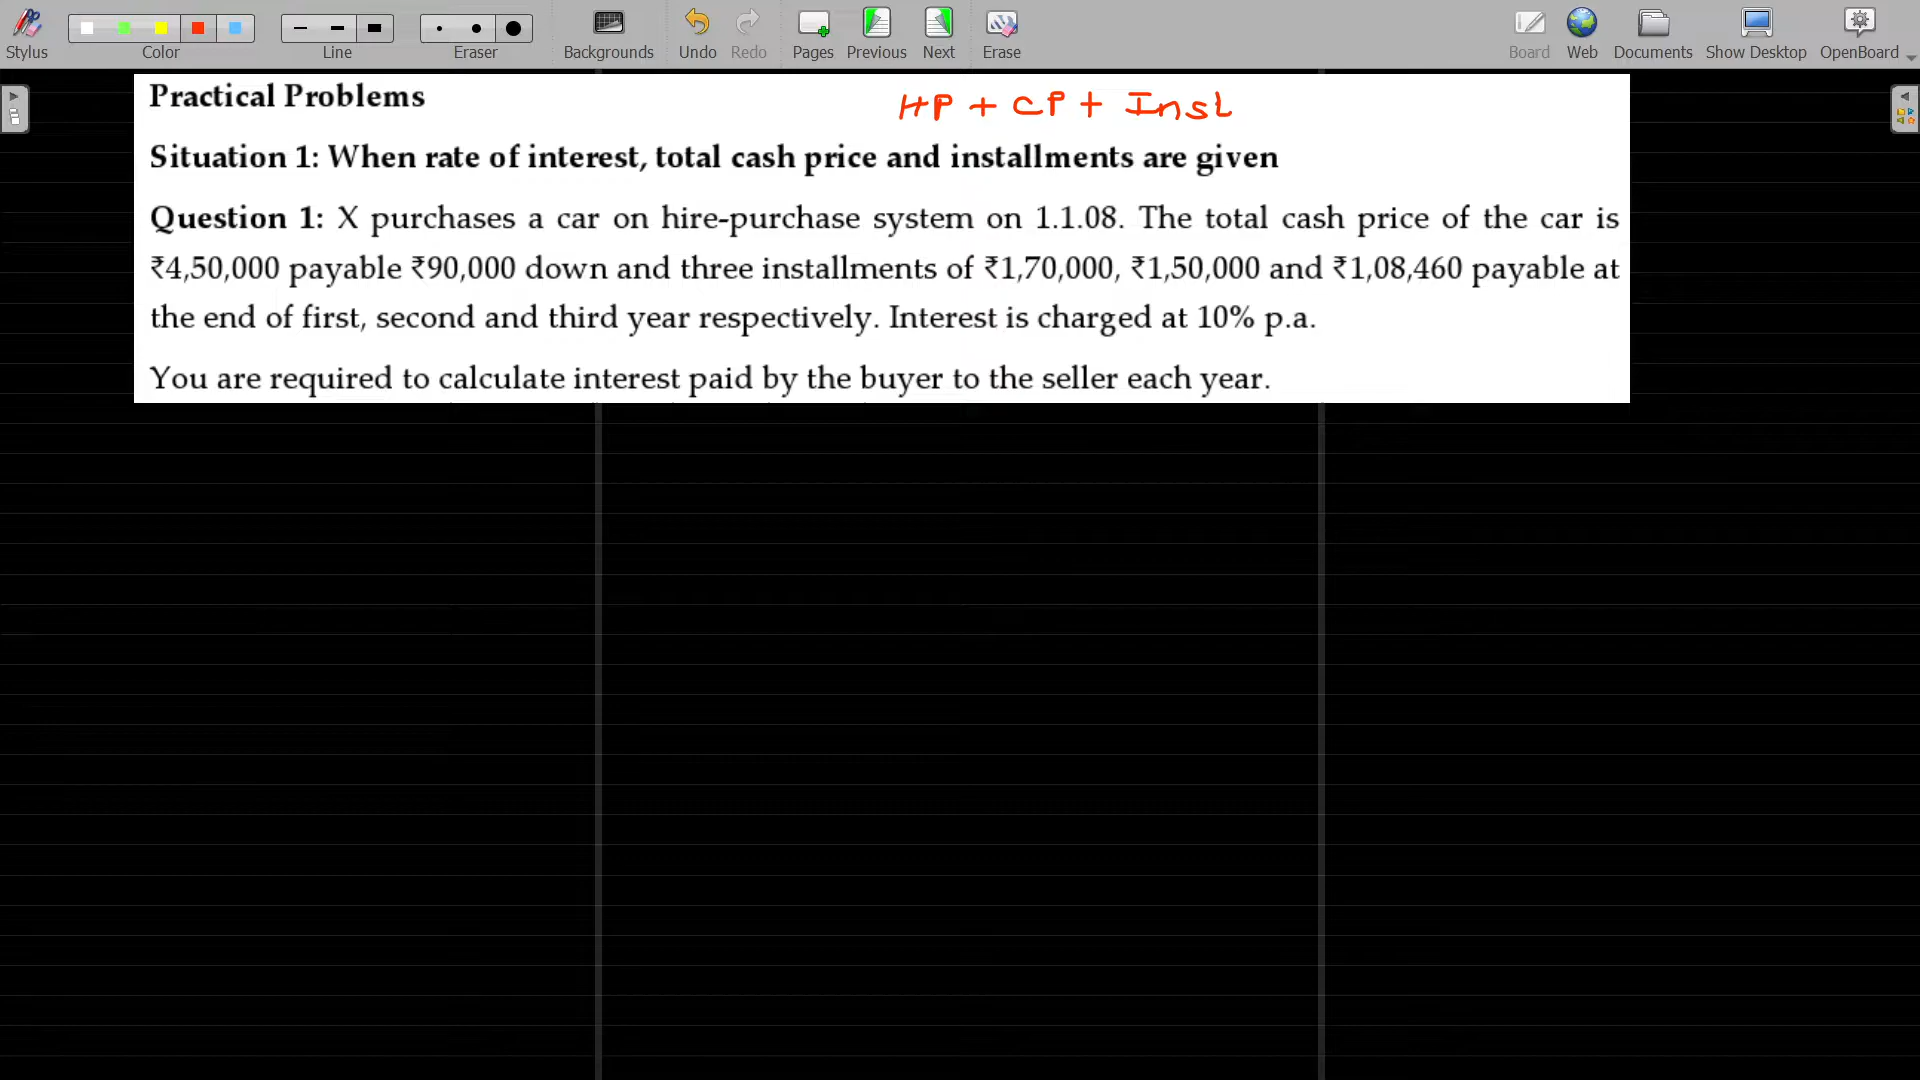 Stylus Color Line Eraser Backgrounds Undo Redo Pages Previous Next Erase Board Web Documents Show Desktop OpenBoard
Practical Problems
HP + CP + Inst
Situation 1: When rate of interest, total cash price and installments are given
Question 1: X purchases a car on hire-purchase system on 1.1.08. The total cash price of the car is
₹4,50,000 payable ₹90,000 down and three installments of ₹1,70,000, ₹1,50,000 and ₹1,08,460 payable at
the end of first, second and third year respectively. Interest is charged at 10% p.a.
You are required to calculate interest paid by the buyer to the seller each year.